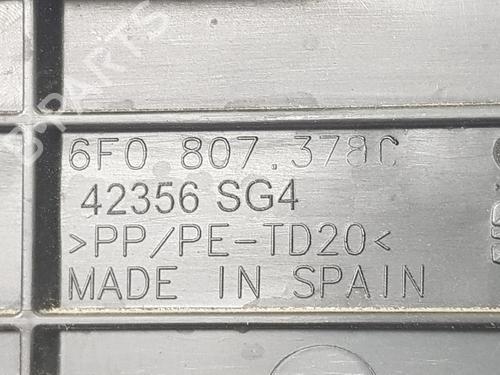 6F0 807.378C
42356 SG4
>PP/PE-TD20<
MADE IN SPAIN